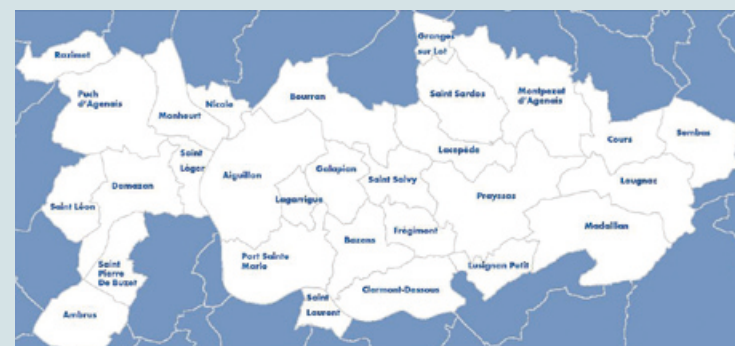 Razimet
Granges
sur Lot
Puch
d'Agenais
Monheurt
Nicole
Bourran
Saint Sardos
Montpezat
d'Agenais
Cours
Sembas
Saint
Léger
Lacepède
Damazan
Aiguillon
Galapian
Saint Salvy
Lougnac
Saint Léon
Lagarrigue
Prayssas
Madaillan
Frégimont
Bazens
Port Sainte
Marie
Saint
Pierre
De Buzet
Lusignan Petit
Clermont-Dessous
Saint
Laurent
Ambrus